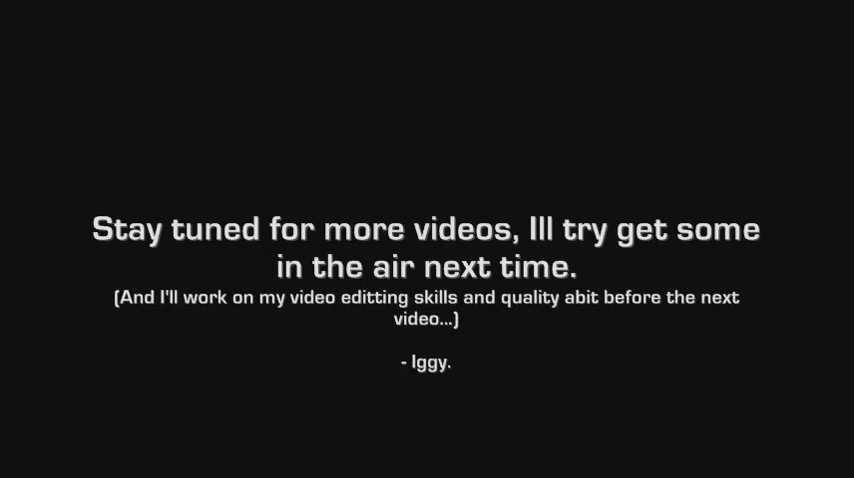 Stay tuned for more videos, Ill try get some
in the air next time.
(And I'll work on my video editting skills and quality abit before the next
video...)
- Iggy.